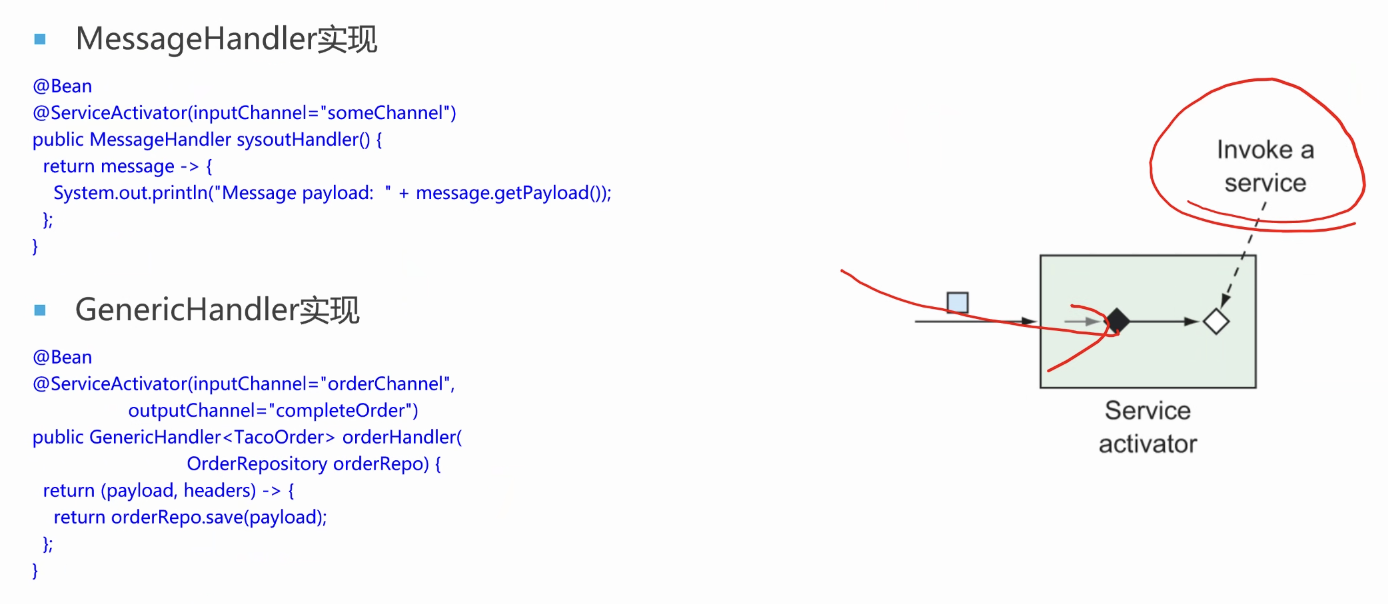 MessageHandler实现
@Bean
@ServiceActivator(inputChannel="someChannel")
public MessageHandler sysoutHandler() {
return message -> {
System.out.println("Message payload:  " + message.getPayload());
};
}
GenericHandler实现
@Bean
@ServiceActivator(inputChannel="orderChannel",
outputChannel="completeOrder")
public GenericHandler<TacoOrder> orderHandler(
OrderRepository orderRepo) {
return (payload, headers) -> {
return orderRepo.save(payload);
};
}
Invoke a
service
Service
activator